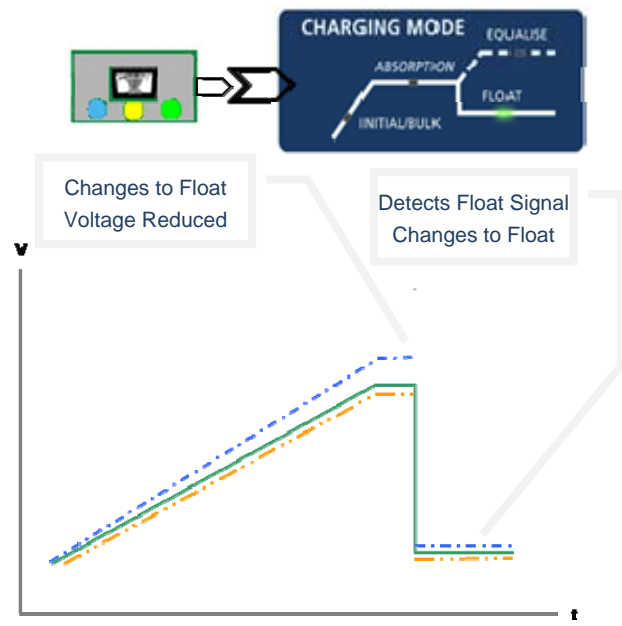 CHARGING MODE
EQUALISE
ABSORPTION
FLOAT
INITIAL/BULK
Changes to Float
Voltage Reduced
Detects Float Signal
Changes to Float
v
t